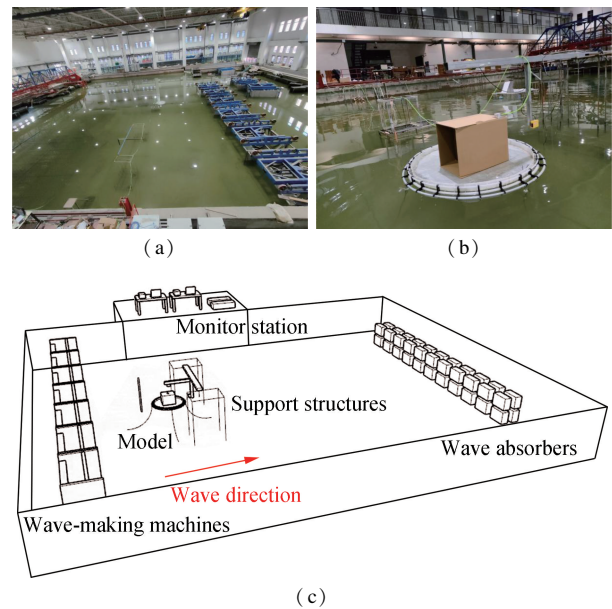 (a)
(b)
Monitor station
Support structures
Model
Wave absorbers
Wave direction
Wave-making machines
(c)